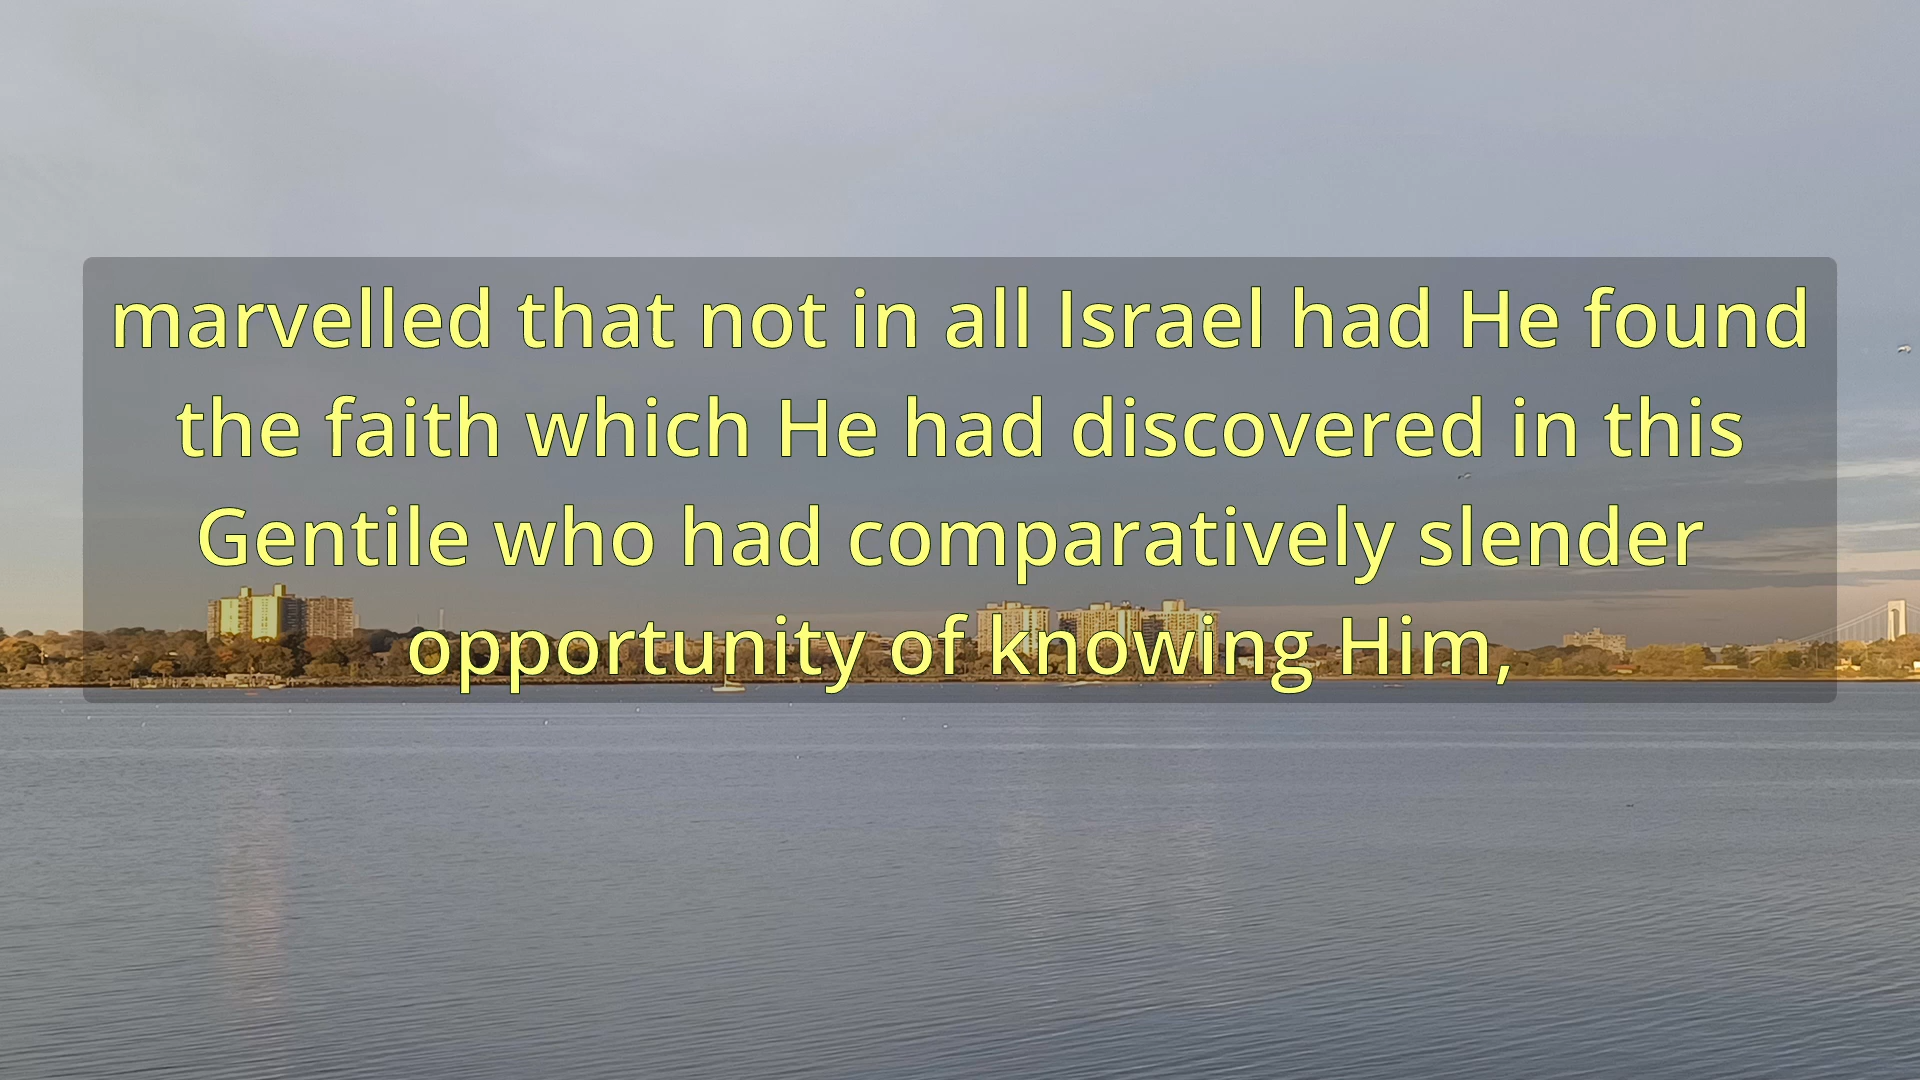 marvelled that not in all Israel had He found
the faith which He had discovered in this
Gentile who had comparatively slender
opportunity of knowing Him,